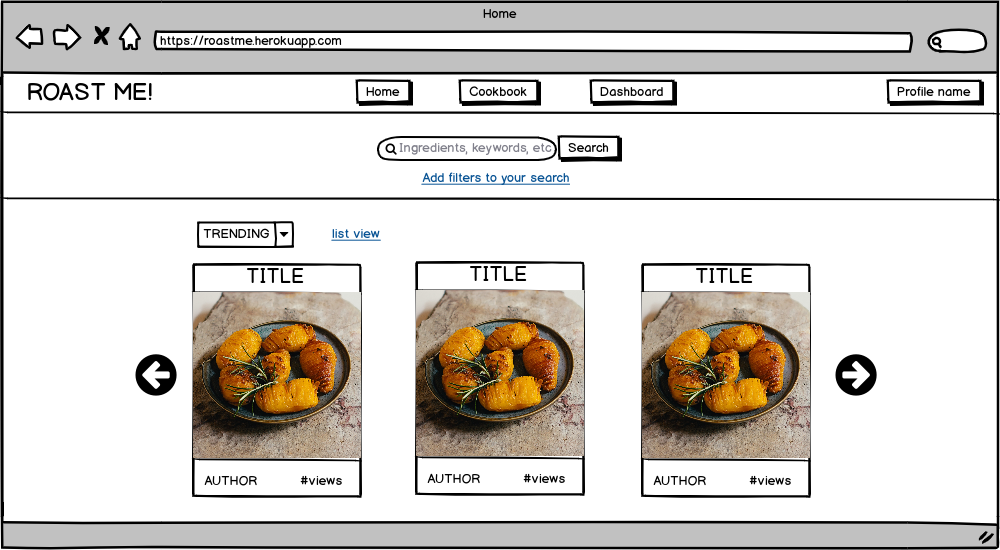 Home
https://roastme.herokuapp.com
ROAST ME!
Home
Cookbook
Dashboard
Profile name
Ingredients, keywords, etc
Search
Add filters to your search
TRENDING
list view
TITLE
TITLE
TITLE
AUTHOR
#views
AUTHOR
#views
AUTHOR
#views